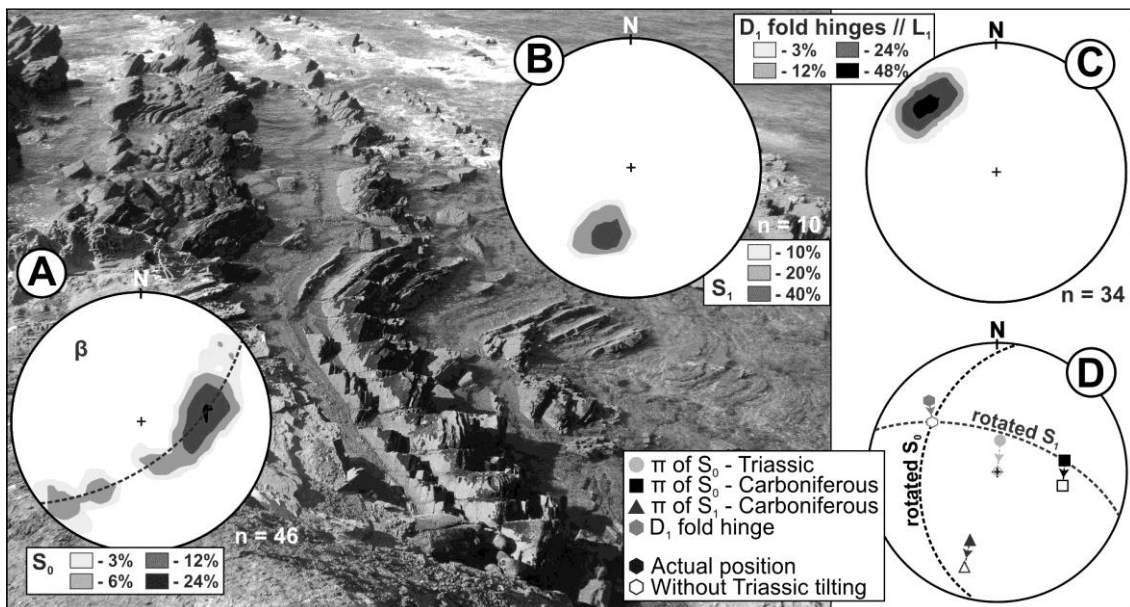 A
N
β
n = 46
S₀
- 3%
- 12%
- 6%
- 24%
B
N
n = 10
S₁
- 10%
- 20%
- 40%
D₁ fold hinges // L₁
- 3%
- 24%
- 12%
- 48%
C
N
n = 34
D
N
rotated S₁
rotated S₀
π of S₀ - Triassic
π of S₀ - Carboniferous
π of S₁ - Carboniferous
D₁ fold hinge
Actual position
Without Triassic tilting